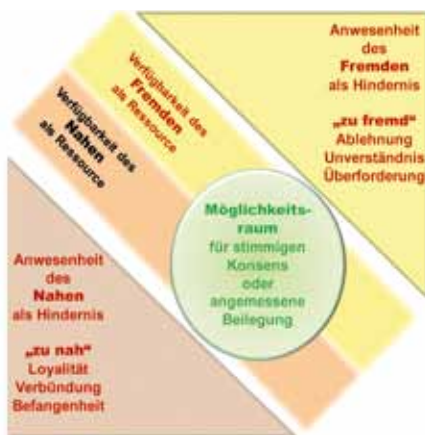 Anwesenheit
des
Fremden
als Hindernis
„zu fremd“
Ablehnung
Unverständnis
Überforderung
Verfügbarkeit des
Fremden
als Ressource
Verfügbarkeit des
Nahen
als Ressource
Möglichkeits-
raum
für stimmigen
Konsens
oder
angemessene
Beilegung
Anwesenheit
des
Nahen
als Hindernis
„zu nah“
Loyalität
Verbündung
Befangenheit